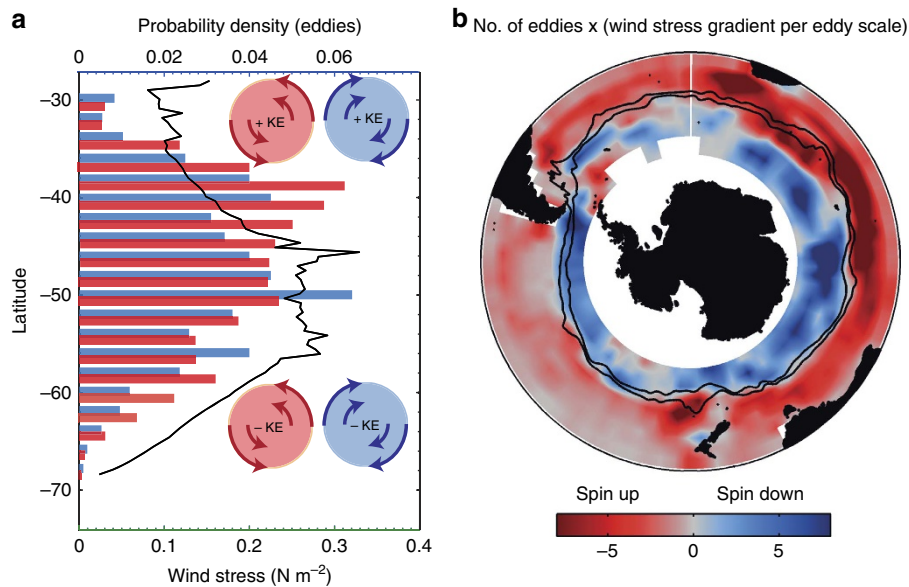 a
Probability density (eddies)
0 0.02 0.04 0.06
−30
−40
−50
−60
−70
Latitude
+ KE
+ KE
− KE
− KE
0 0.1 0.2 0.3 0.4
Wind stress (N m⁻²)
b No. of eddies x (wind stress gradient per eddy scale)
Spin up Spin down
−5 0 5